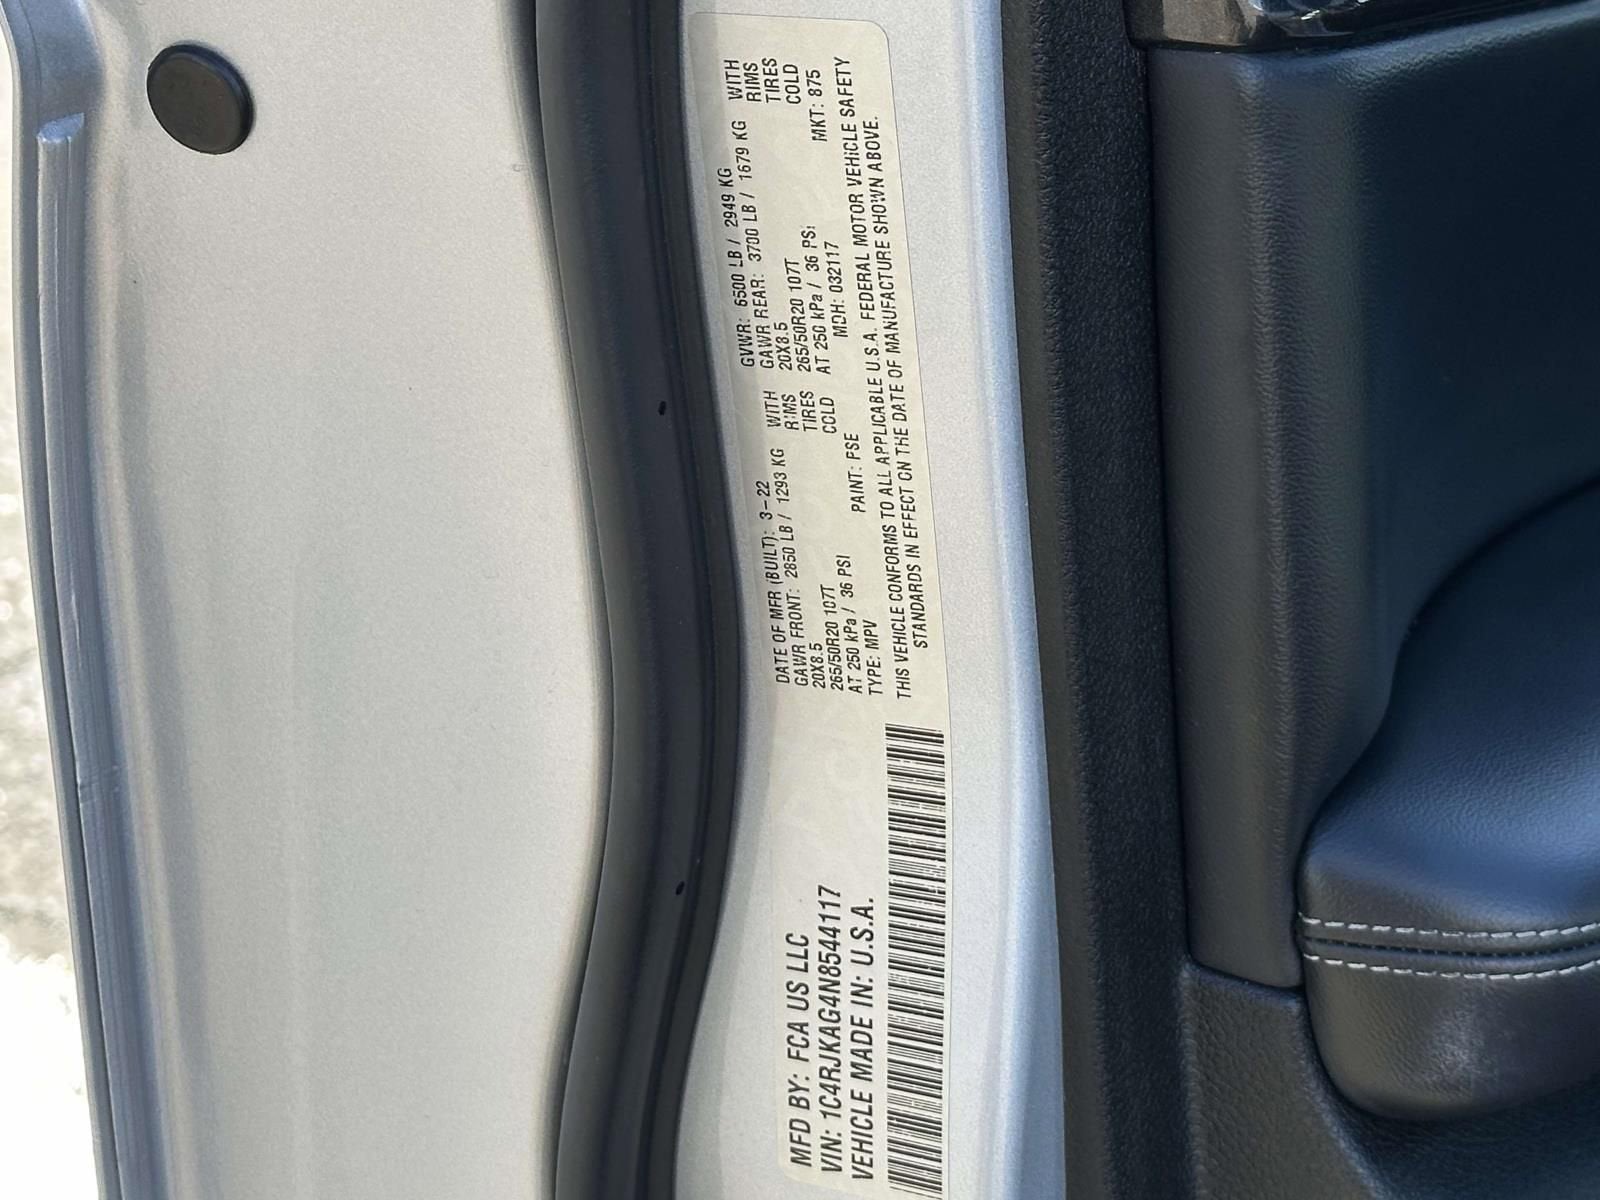 MFD BY: FCA US LLC
VIN: 1C4RJKAG4N8544117
VEHICLE MADE IN: U.S.A.
DATE OF MFR (BUILT): 3-22 GVWR: 6500 LB / 2949 KG
GAWR FRONT: 2850 LB / 1293 KG WITH GAWR REAR: 3700 LB / 1679 KG WITH
20X8.5 RIMS 20X8.5 RIMS
265/50R20 107T TIRES 265/50R20 107T TIRES
AT 250 kPa / 36 PSI COLD AT 250 kPa / 36 PSI COLD
TYPE: MPV PAINT: PSE MDH: 032117 MKT: 875
THIS VEHICLE CONFORMS TO ALL APPLICABLE U.S.A. FEDERAL MOTOR VEHICLE SAFETY
STANDARDS IN EFFECT ON THE DATE OF MANUFACTURE SHOWN ABOVE.